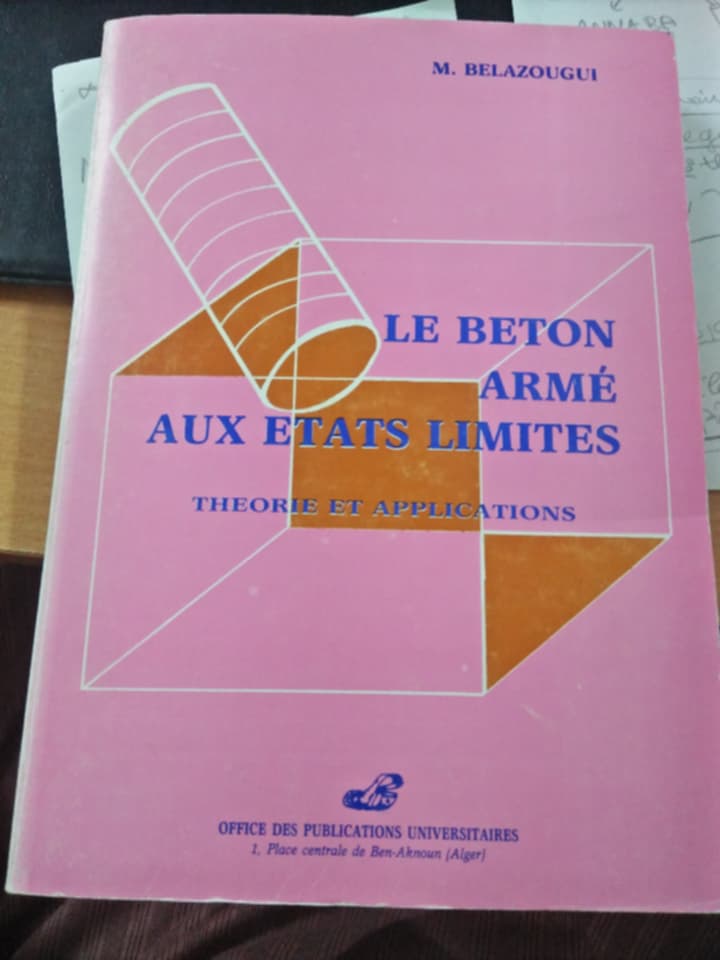 M. BELAZOUGUI
LE BETON
ARMÉ
AUX ETATS LIMITES
THEORIE ET APPLICATIONS
OFFICE DES PUBLICATIONS UNIVERSITAIRES
1, Place centrale de Ben-Aknoun (Alger)